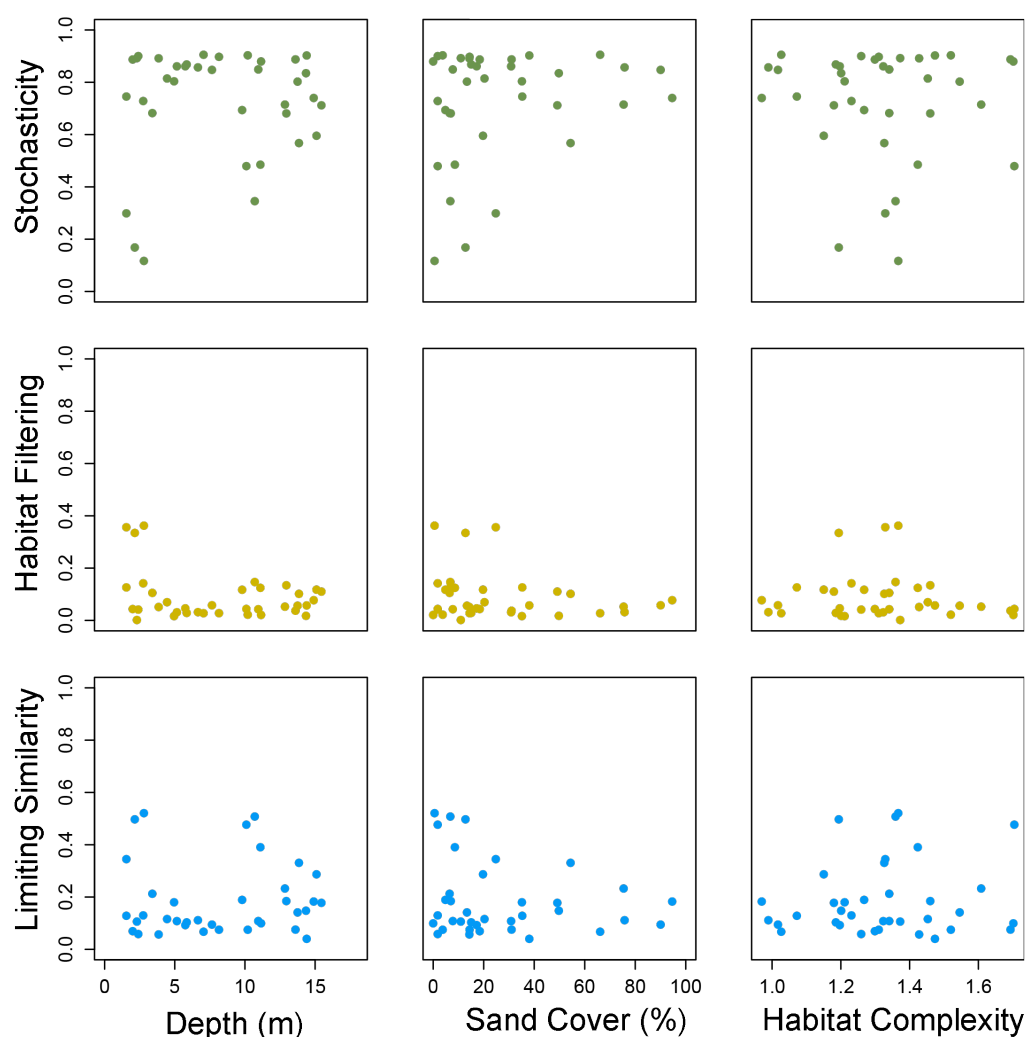 Stochasticity
0.0 0.2 0.4 0.6 0.8 1.0
Habitat Filtering
0.0 0.2 0.4 0.6 0.8 1.0
Limiting Similarity
0.0 0.2 0.4 0.6 0.8 1.0
0 5 10 15
0 20 40 60 80 100
1.0 1.2 1.4 1.6
Depth (m)
Sand Cover (%)
Habitat Complexity